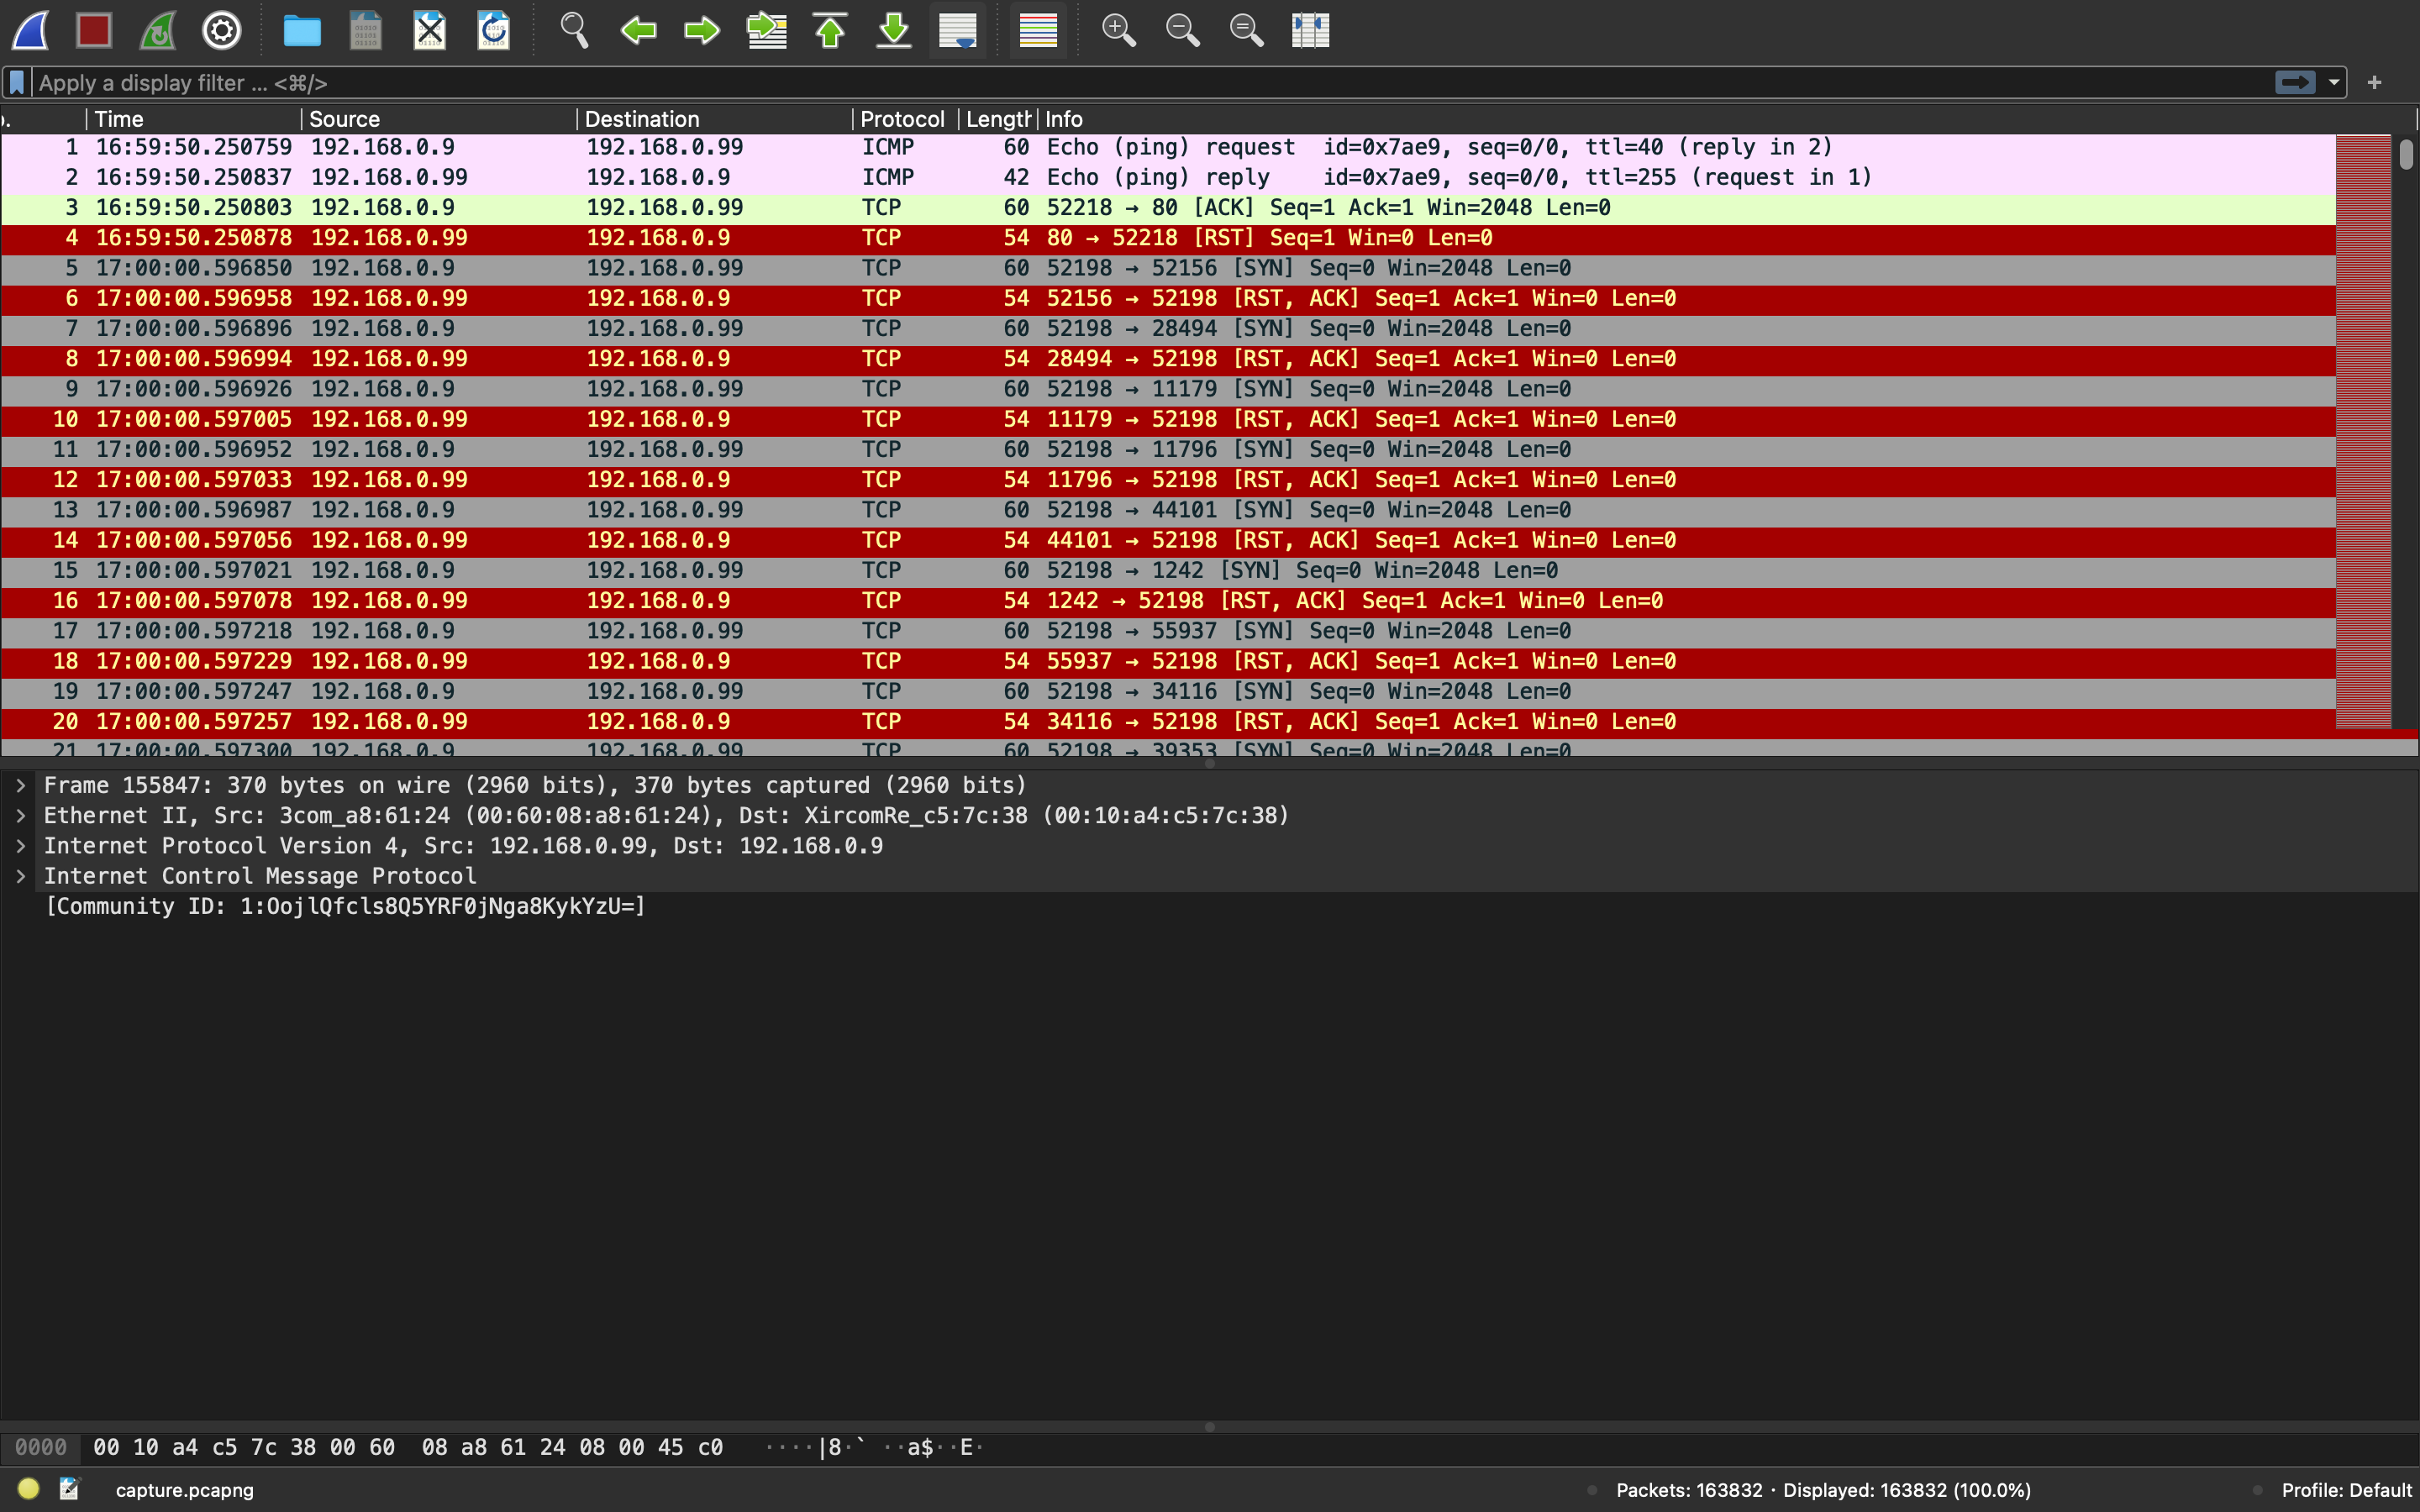 Apply a display filter ... <⌘/>
. Time Source Destination Protocol Length Info
1 16:59:50.250759 192.168.0.9 192.168.0.99 ICMP 60 Echo (ping) request id=0x7ae9, seq=0/0, ttl=40 (reply in 2)
2 16:59:50.250837 192.168.0.99 192.168.0.9 ICMP 42 Echo (ping) reply id=0x7ae9, seq=0/0, ttl=255 (request in 1)
3 16:59:50.250803 192.168.0.9 192.168.0.99 TCP 60 52218 → 80 [ACK] Seq=1 Ack=1 Win=2048 Len=0
4 16:59:50.250878 192.168.0.99 192.168.0.9 TCP 54 80 → 52218 [RST] Seq=1 Win=0 Len=0
5 17:00:00.596850 192.168.0.9 192.168.0.99 TCP 60 52198 → 52156 [SYN] Seq=0 Win=2048 Len=0
6 17:00:00.596958 192.168.0.99 192.168.0.9 TCP 54 52156 → 52198 [RST, ACK] Seq=1 Ack=1 Win=0 Len=0
7 17:00:00.596896 192.168.0.9 192.168.0.99 TCP 60 52198 → 28494 [SYN] Seq=0 Win=2048 Len=0
8 17:00:00.596994 192.168.0.99 192.168.0.9 TCP 54 28494 → 52198 [RST, ACK] Seq=1 Ack=1 Win=0 Len=0
9 17:00:00.596926 192.168.0.9 192.168.0.99 TCP 60 52198 → 11179 [SYN] Seq=0 Win=2048 Len=0
10 17:00:00.597005 192.168.0.99 192.168.0.9 TCP 54 11179 → 52198 [RST, ACK] Seq=1 Ack=1 Win=0 Len=0
11 17:00:00.596952 192.168.0.9 192.168.0.99 TCP 60 52198 → 11796 [SYN] Seq=0 Win=2048 Len=0
12 17:00:00.597033 192.168.0.99 192.168.0.9 TCP 54 11796 → 52198 [RST, ACK] Seq=1 Ack=1 Win=0 Len=0
13 17:00:00.596987 192.168.0.9 192.168.0.99 TCP 60 52198 → 44101 [SYN] Seq=0 Win=2048 Len=0
14 17:00:00.597056 192.168.0.99 192.168.0.9 TCP 54 44101 → 52198 [RST, ACK] Seq=1 Ack=1 Win=0 Len=0
15 17:00:00.597021 192.168.0.9 192.168.0.99 TCP 60 52198 → 1242 [SYN] Seq=0 Win=2048 Len=0
16 17:00:00.597078 192.168.0.99 192.168.0.9 TCP 54 1242 → 52198 [RST, ACK] Seq=1 Ack=1 Win=0 Len=0
17 17:00:00.597218 192.168.0.9 192.168.0.99 TCP 60 52198 → 55937 [SYN] Seq=0 Win=2048 Len=0
18 17:00:00.597229 192.168.0.99 192.168.0.9 TCP 54 55937 → 52198 [RST, ACK] Seq=1 Ack=1 Win=0 Len=0
19 17:00:00.597247 192.168.0.9 192.168.0.99 TCP 60 52198 → 34116 [SYN] Seq=0 Win=2048 Len=0
20 17:00:00.597257 192.168.0.99 192.168.0.9 TCP 54 34116 → 52198 [RST, ACK] Seq=1 Ack=1 Win=0 Len=0
21 17:00:00.597300 192.168.0.9 192.168.0.99 TCP 60 52198 → 39353 [SYN] Seq=0 Win=2048 Len=0
Frame 155847: 370 bytes on wire (2960 bits), 370 bytes captured (2960 bits)
Ethernet II, Src: 3com_a8:61:24 (00:60:08:a8:61:24), Dst: XircomRe_c5:7c:38 (00:10:a4:c5:7c:38)
Internet Protocol Version 4, Src: 192.168.0.99, Dst: 192.168.0.9
Internet Control Message Protocol
[Community ID: 1:OojlQfcls8Q5YRF0jNga8KykYzU=]
0000 00 10 a4 c5 7c 38 00 60 08 a8 61 24 08 00 45 c0 ····|8·` ··a$··E·
capture.pcapng Packets: 163832 · Displayed: 163832 (100.0%) Profile: Default